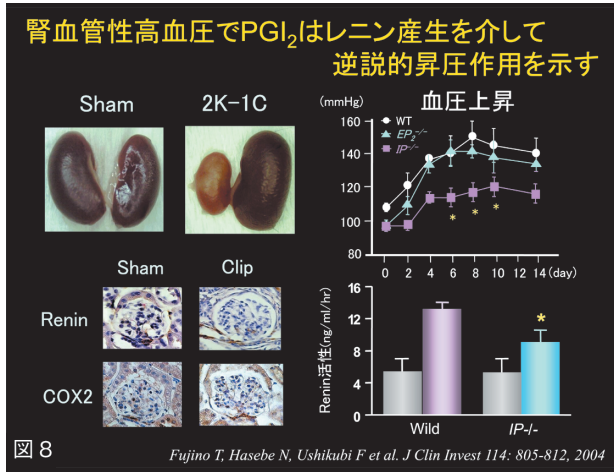 腎血管性高血圧でPGI₂はレニン産生を介して
逆説的昇圧作用を示す
Sham 2K-1C
(mmHg) 血圧上昇
160
140
120
100
80
WT
EP₂⁻/⁻
IP⁻/⁻
* * *
0 2 4 6 8 10 12 14 (day)
Sham Clip
Renin
COX2
Renin活性(ng/ml/hr)
16
12
8
4
0
*
Wild IP-/-
図8
Fujino T, Hasebe N, Ushikubi F et al. J Clin Invest 114: 805-812, 2004